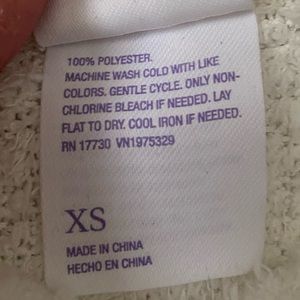 100% POLYESTER.
MACHINE WASH COLD WITH LIKE
COLORS. GENTLE CYCLE. ONLY NON-
CHLORINE BLEACH IF NEEDED. LAY
FLAT TO DRY. COOL IRON IF NEEDED.
RN 17730 VN1975329
XS
MADE IN CHINA
HECHO EN CHINA